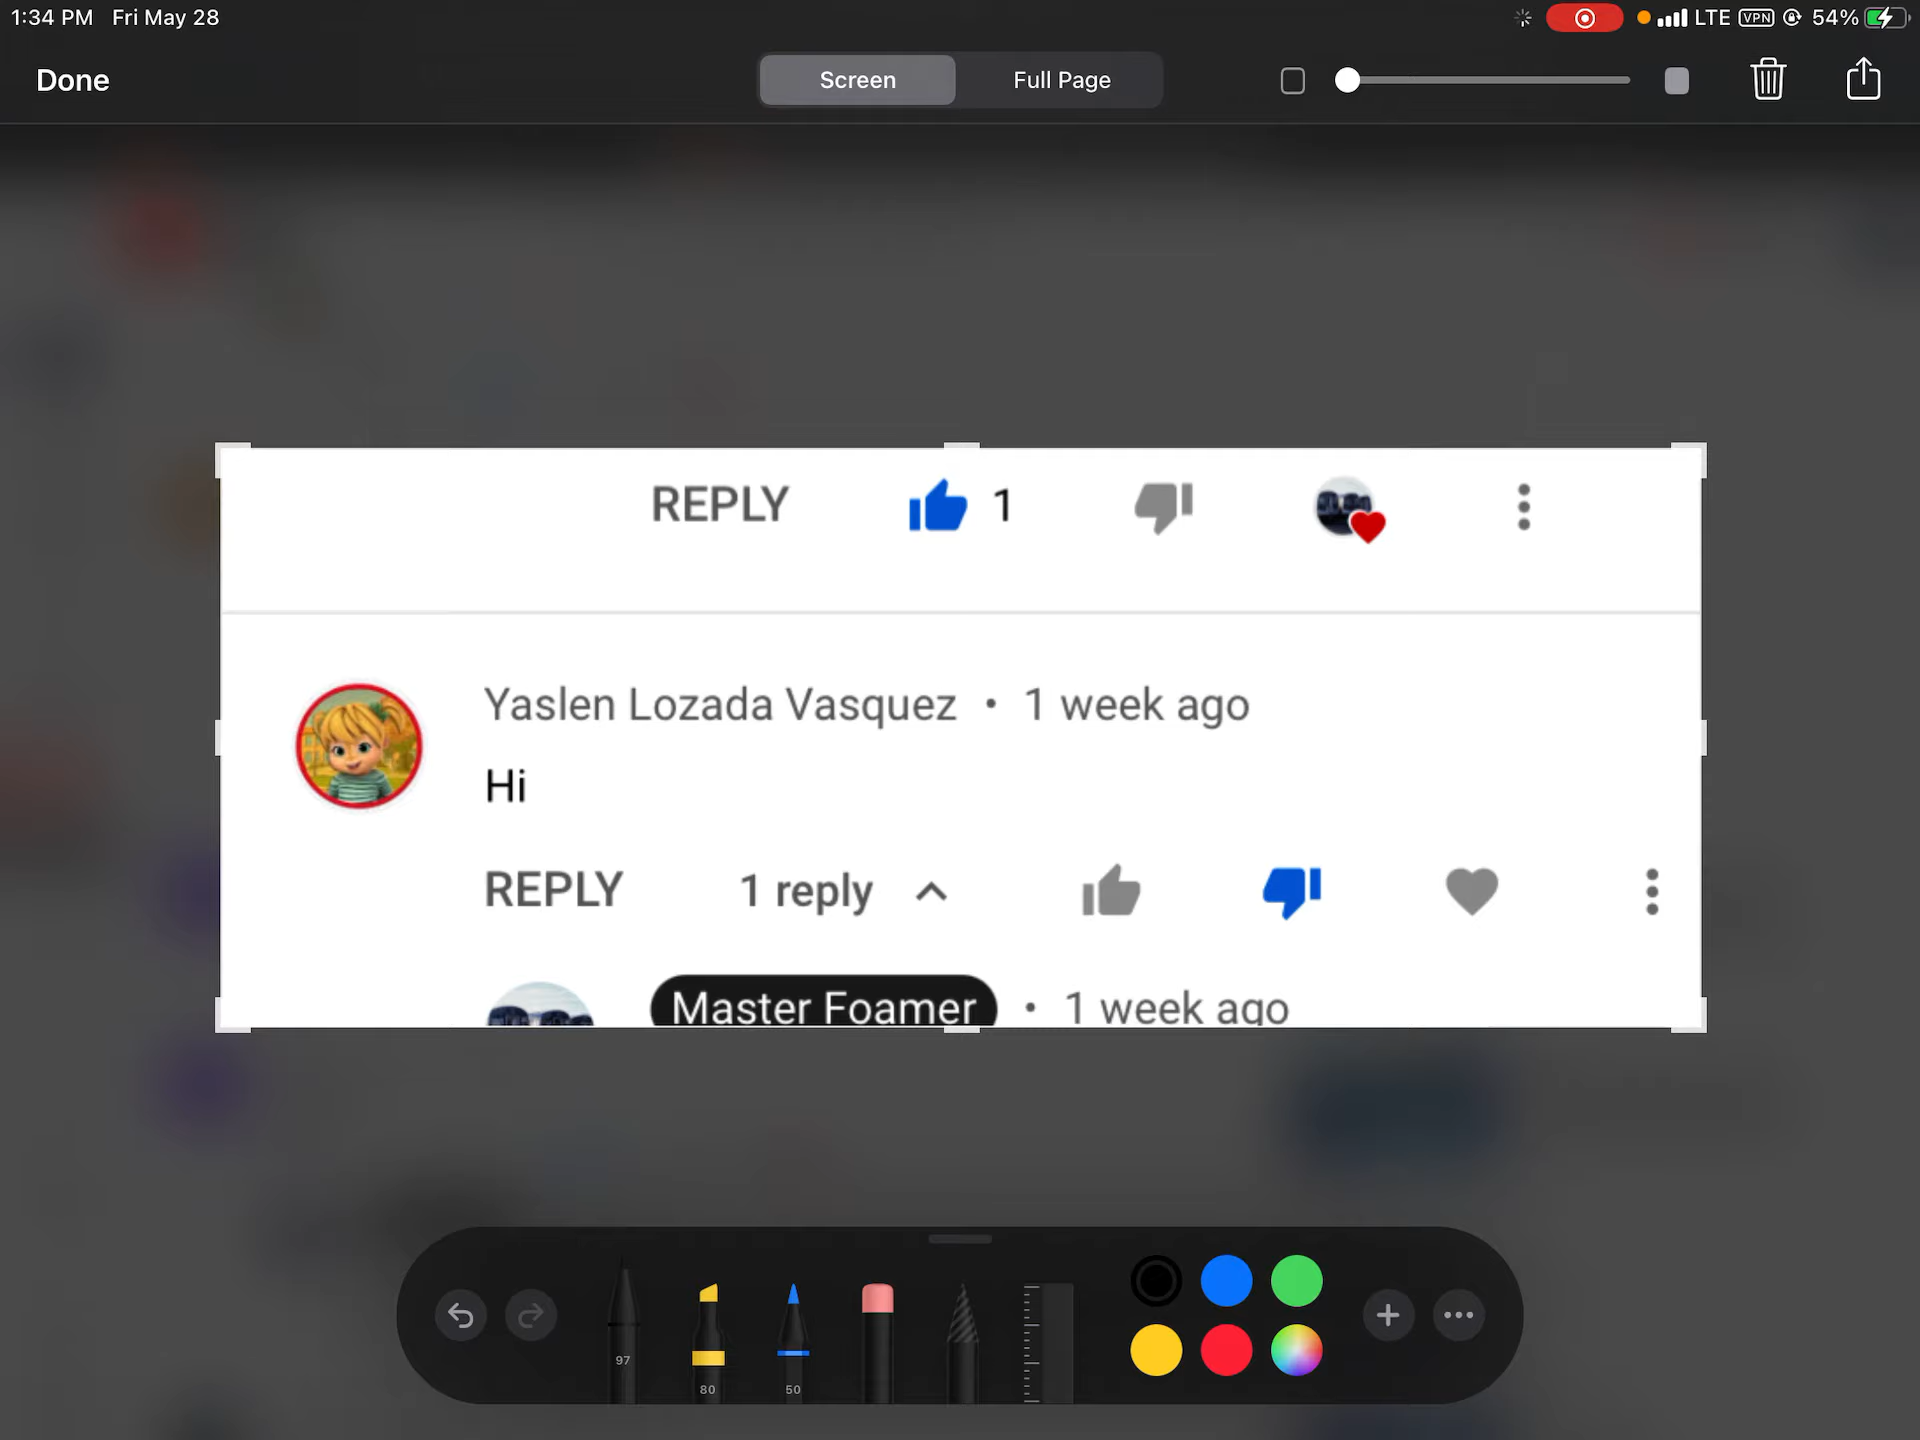 1:34 PM Fri May 28 LTE VPN 54%
Done Screen Full Page
REPLY 1
Yaslen Lozada Vasquez • 1 week ago
Hi
REPLY 1 reply
Master Foamer • 1 week ago
97 80 50